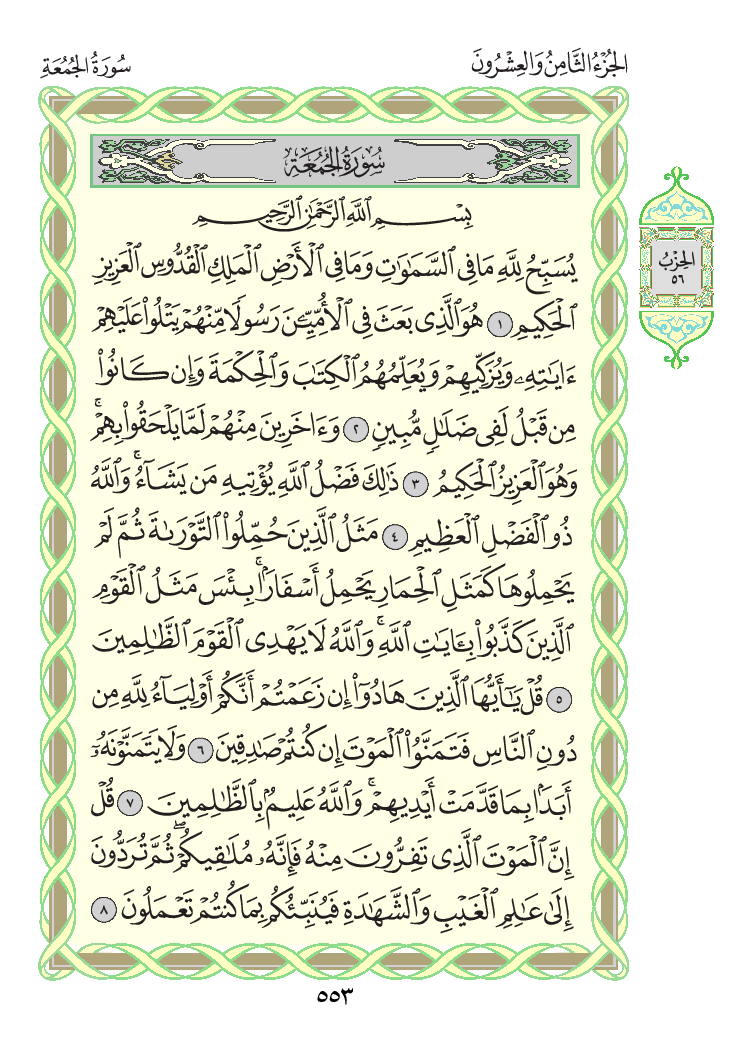 الجُزْءُ الثَّامِنُ وَالعِشْرُونَ
سُورَةُ الجُمُعَةِ
سُورَةُ الجُمُعَة
بِسْمِ ٱللَّهِ ٱلرَّحْمَٰنِ ٱلرَّحِيمِ
يُسَبِّحُ لِلَّهِ مَا فِى ٱلسَّمَٰوَٰتِ وَمَا فِى ٱلْأَرْضِ ٱلْمَلِكِ ٱلْقُدُّوسِ ٱلْعَزِيزِ
ٱلْحَكِيمِ ١ هُوَ ٱلَّذِى بَعَثَ فِى ٱلْأُمِّيِّـۧنَ رَسُولًا مِّنْهُمْ يَتْلُوا۟ عَلَيْهِمْ
ءَايَٰتِهِۦ وَيُزَكِّيهِمْ وَيُعَلِّمُهُمُ ٱلْكِتَٰبَ وَٱلْحِكْمَةَ وَإِن كَانُوا۟
مِن قَبْلُ لَفِى ضَلَٰلٍ مُّبِينٍ ٢ وَءَاخَرِينَ مِنْهُمْ لَمَّا يَلْحَقُوا۟ بِهِمْ ۚ
وَهُوَ ٱلْعَزِيزُ ٱلْحَكِيمُ ٣ ذَٰلِكَ فَضْلُ ٱللَّهِ يُؤْتِيهِ مَن يَشَآءُ ۚ وَٱللَّهُ
ذُو ٱلْفَضْلِ ٱلْعَظِيمِ ٤ مَثَلُ ٱلَّذِينَ حُمِّلُوا۟ ٱلتَّوْرَىٰةَ ثُمَّ لَمْ
يَحْمِلُوهَا كَمَثَلِ ٱلْحِمَارِ يَحْمِلُ أَسْفَارًۢا ۚ بِئْسَ مَثَلُ ٱلْقَوْمِ
ٱلَّذِينَ كَذَّبُوا۟ بِـَٔايَٰتِ ٱللَّهِ ۚ وَٱللَّهُ لَا يَهْدِى ٱلْقَوْمَ ٱلظَّٰلِمِينَ
٥ قُلْ يَٰٓأَيُّهَا ٱلَّذِينَ هَادُوٓا۟ إِن زَعَمْتُمْ أَنَّكُمْ أَوْلِيَآءُ لِلَّهِ مِن
دُونِ ٱلنَّاسِ فَتَمَنَّوُا۟ ٱلْمَوْتَ إِن كُنتُمْ صَٰدِقِينَ ٦ وَلَا يَتَمَنَّوْنَهُۥٓ
أَبَدًۢا بِمَا قَدَّمَتْ أَيْدِيهِمْ ۚ وَٱللَّهُ عَلِيمٌۢ بِٱلظَّٰلِمِينَ ٧ قُلْ
إِنَّ ٱلْمَوْتَ ٱلَّذِى تَفِرُّونَ مِنْهُ فَإِنَّهُۥ مُلَٰقِيكُمْ ۖ ثُمَّ تُرَدُّونَ
إِلَىٰ عَٰلِمِ ٱلْغَيْبِ وَٱلشَّهَٰدَةِ فَيُنَبِّئُكُم بِمَا كُنتُمْ تَعْمَلُونَ ٨
الحِزْبُ
٥٦
٥٥٣